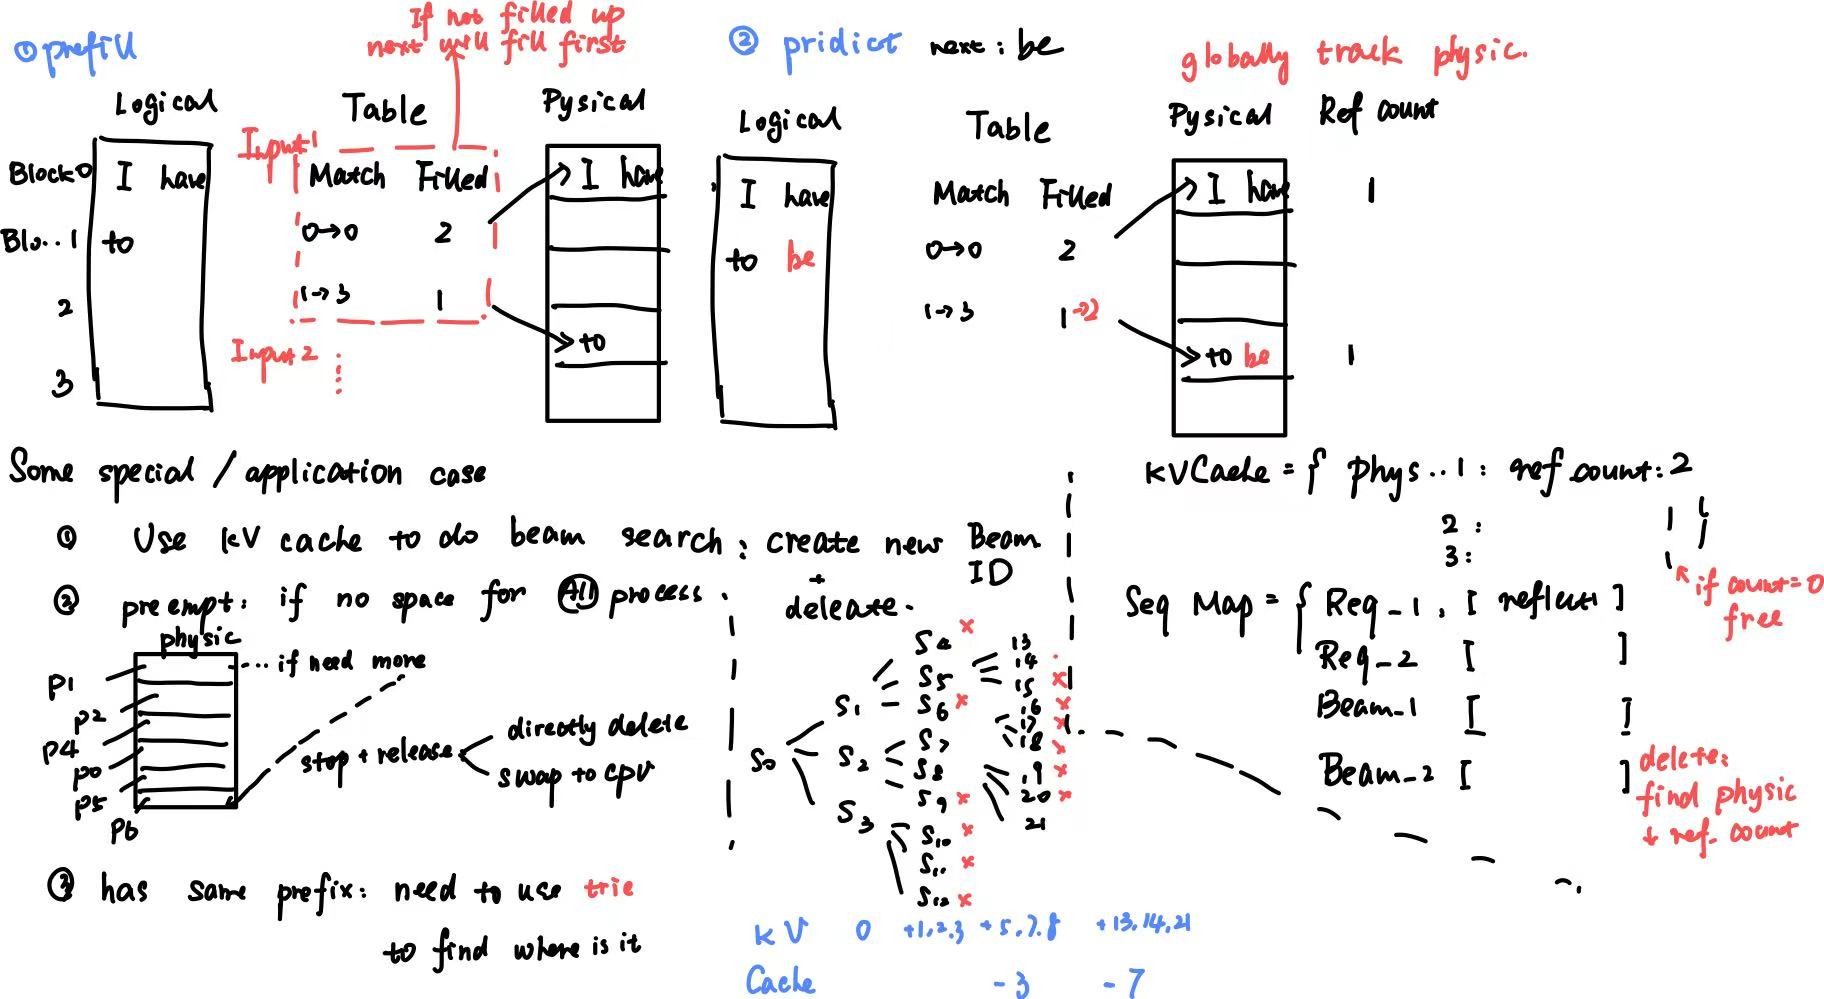 ① prefill
If not filled up
next will fill first
Logical
Table
Pysical
Input 1
Block 0
I have
Match Filled
I have
Blo..1
to
0→0 2
2
1→3 1
to
Input 2
3
② pridict next: be
globally track physic.
Logical
Table
Pysical
Ref count
I have
Match Filled
I have
1
to be
0→0 2
1→3 1→2
to be
1
Some special / application case
① Use KV cache to do beam search: create new Beam
ID
+
deleate.
② preempt: if no space for All process.
physic
... if need more
P1
P2
P4
P0
P5
P6
stop + release
directly delete
swap to cpu
③ has same prefix: need to use trie
to find where is it
S0
S1
S2
S3
S4 x
S5
S6 x
S7
S8
S9 x
S10 x
S11 x
S12 x
13
14
15 x
16 x
17 x
18 x
19 x
20 x
21
KV 0 +1,2,3 +5,7,8 +13,14,21
Cache -3 -7
KVCache = { phys..1: ref count: 2
2: 1 }
3: 1
if count=0
free
Seq Map = { Req_1, [ ]
Req_2 [ ]
Beam_1 [ ]
Beam_2 [ ]
delete:
find physic
↓ ref. count